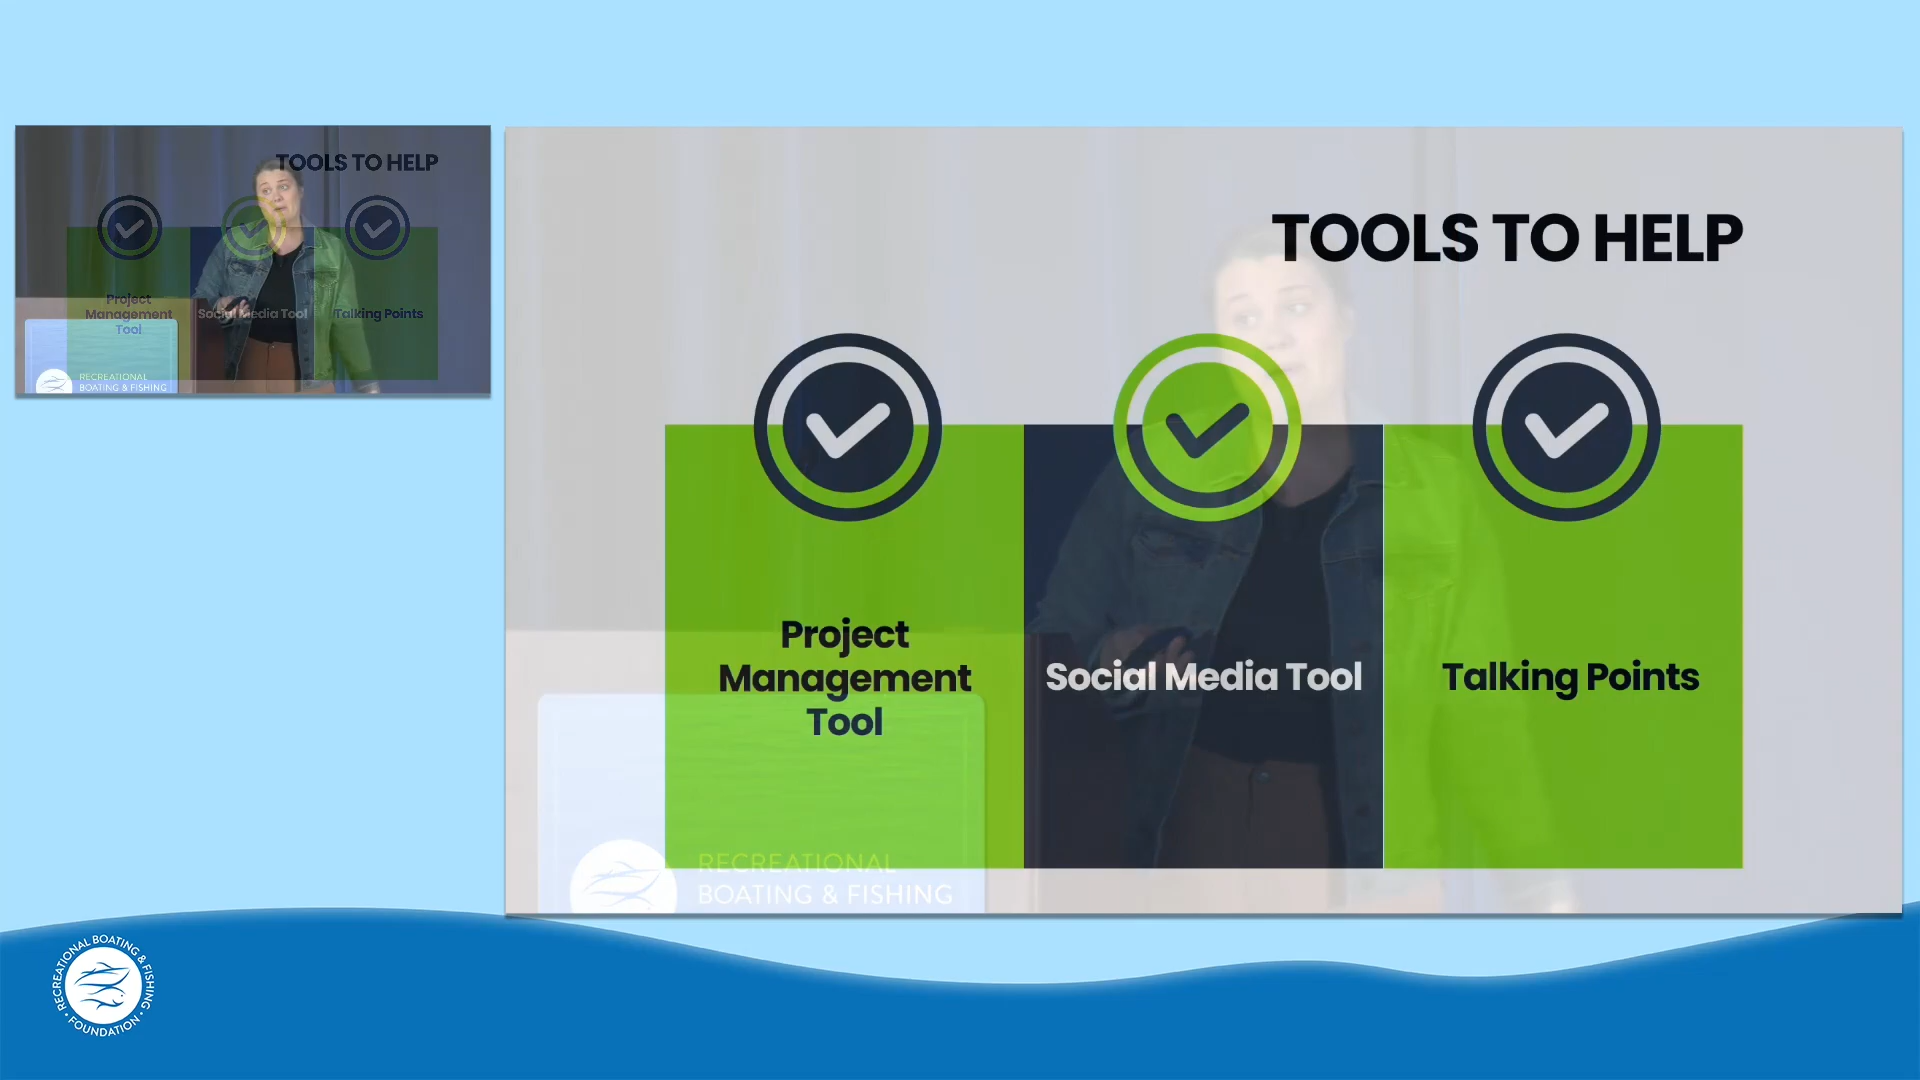 TOOLS TO HELP
Project
Management
Tool
Social Media Tool
Talking Points
RECREATIONAL
BOATING & FISHING
TOOLS TO HELP
Project
Management
Tool
Social Media Tool
Talking Points
RECREATIONAL
BOATING & FISHING
RECREATIONAL BOATING & FISHING
• FOUNDATION •